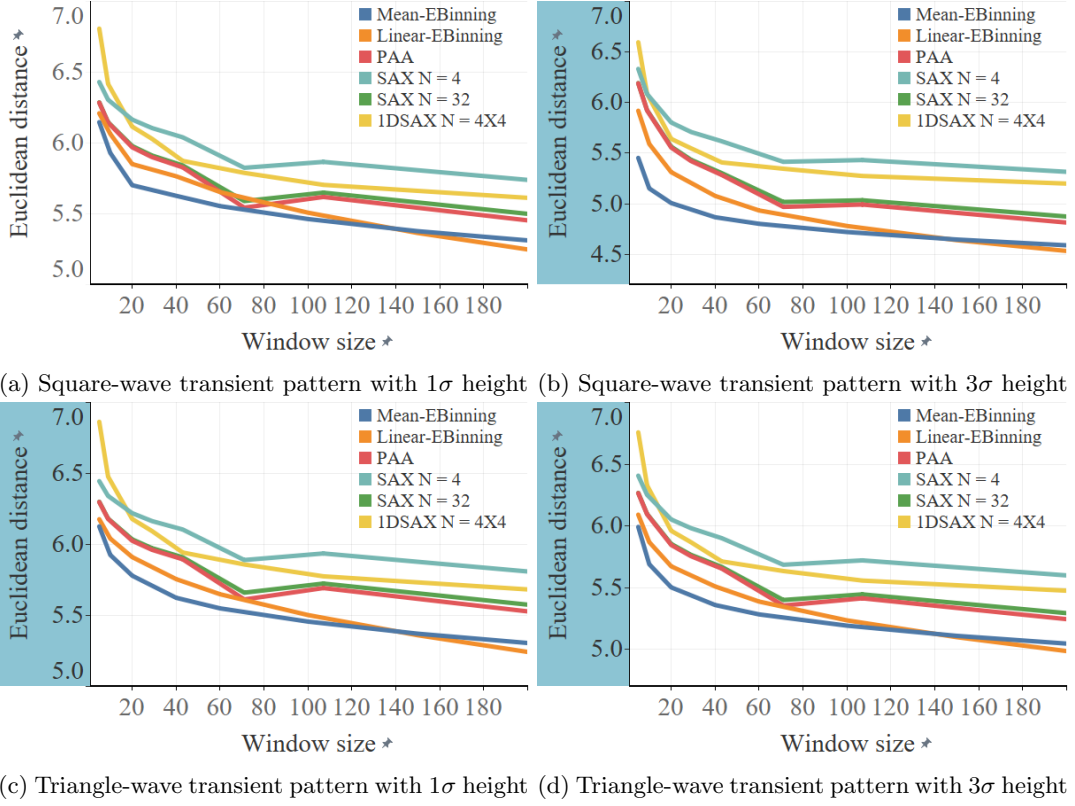 7.0
6.5
6.0
5.5
5.0
Euclidean distance
Mean-EBinning
Linear-EBinning
PAA
SAX N = 4
SAX N = 32
1DSAX N = 4X4
20 40 60 80 100 120 140 160 180
Window size
7.0
6.5
6.0
5.5
5.0
4.5
Euclidean distance
Mean-EBinning
Linear-EBinning
PAA
SAX N = 4
SAX N = 32
1DSAX N = 4X4
20 40 60 80 100 120 140 160 180
Window size
(a) Square-wave transient pattern with 1σ height
(b) Square-wave transient pattern with 3σ height
7.0
6.5
6.0
5.5
5.0
Euclidean distance
Mean-EBinning
Linear-EBinning
PAA
SAX N = 4
SAX N = 32
1DSAX N = 4X4
20 40 60 80 100 120 140 160 180
Window size
7.0
6.5
6.0
5.5
5.0
Euclidean distance
Mean-EBinning
Linear-EBinning
PAA
SAX N = 4
SAX N = 32
1DSAX N = 4X4
20 40 60 80 100 120 140 160 180
Window size
(c) Triangle-wave transient pattern with 1σ height
(d) Triangle-wave transient pattern with 3σ height